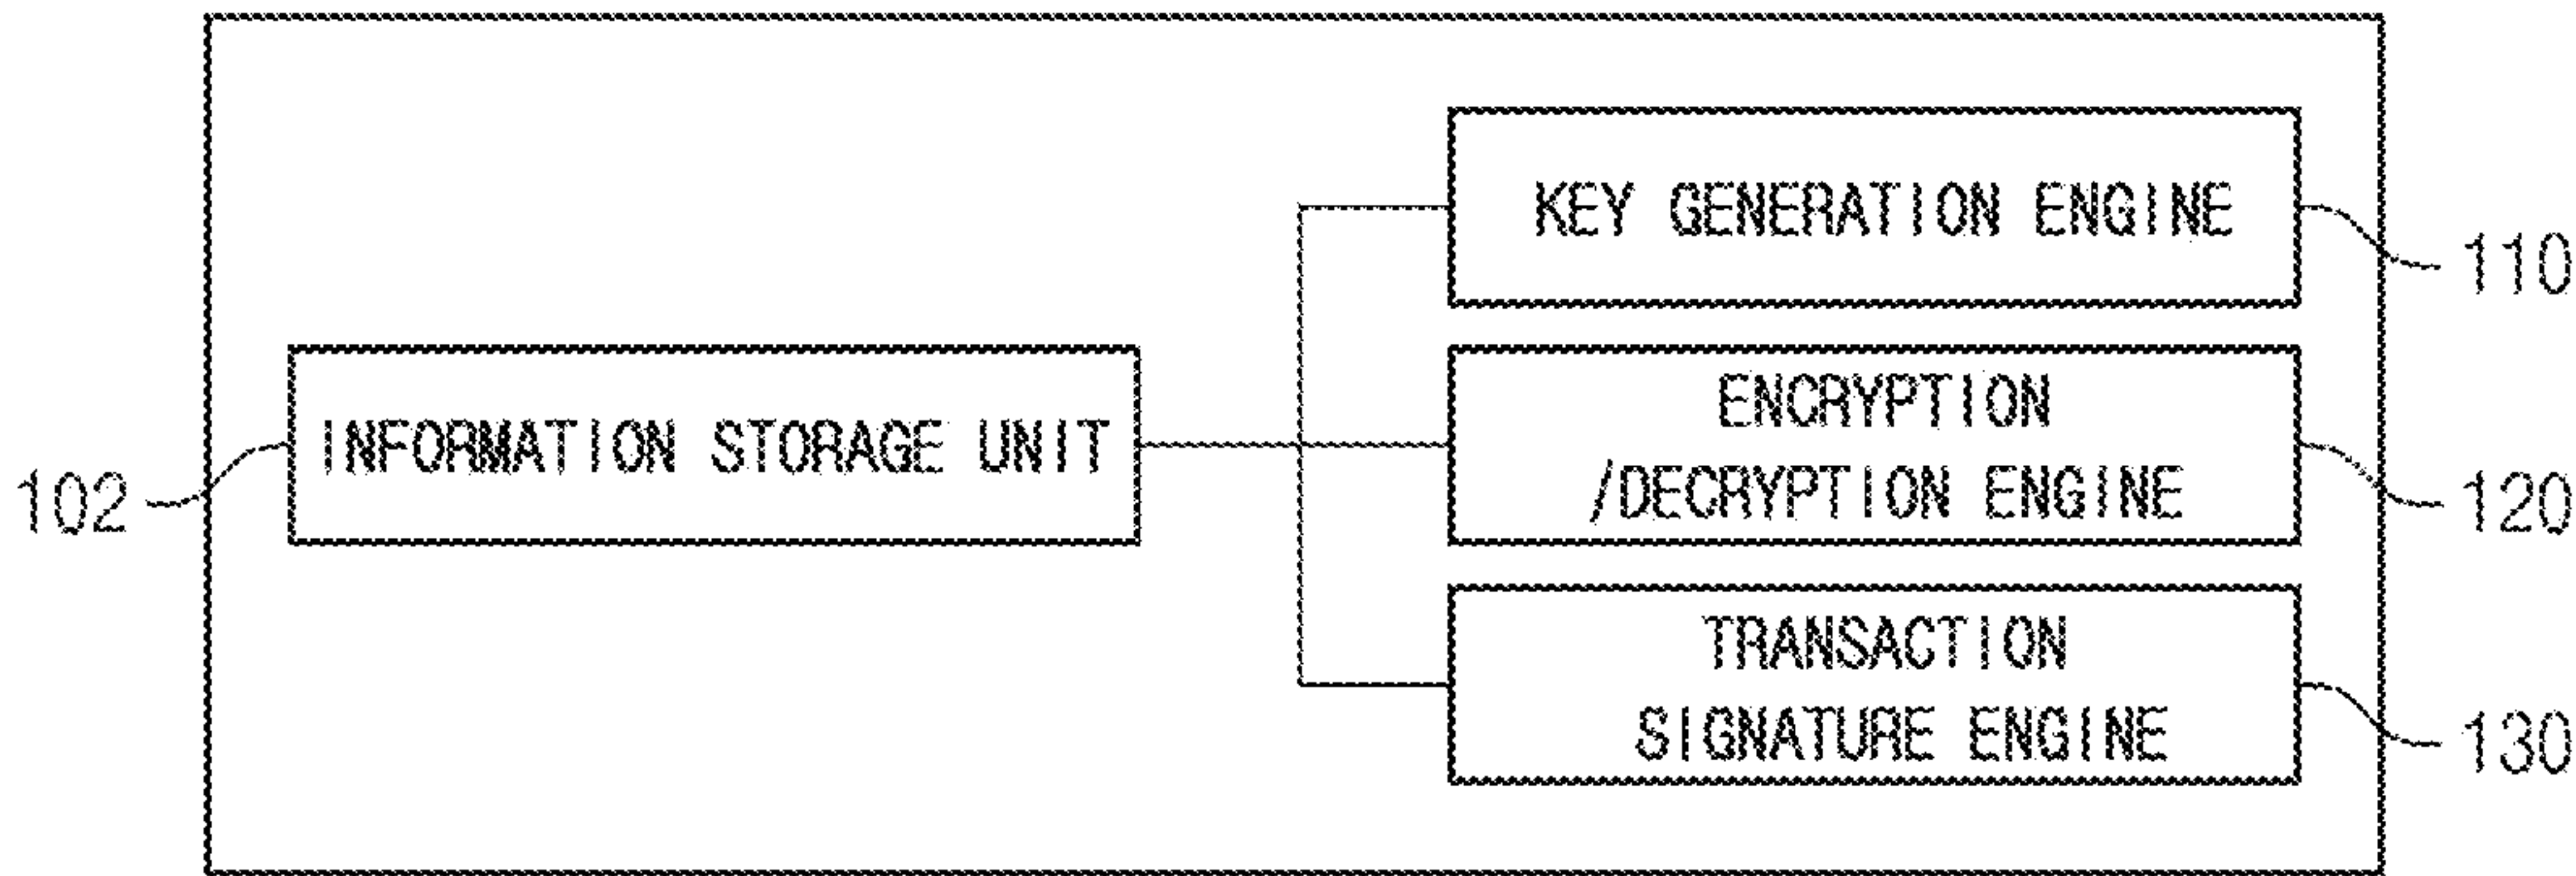 KEY GENERATION ENGINE
110
INFORMATION STORAGE UNIT
102
ENCRYPTION
/DECRYPTION ENGINE
120
TRANSACTION
SIGNATURE ENGINE
130